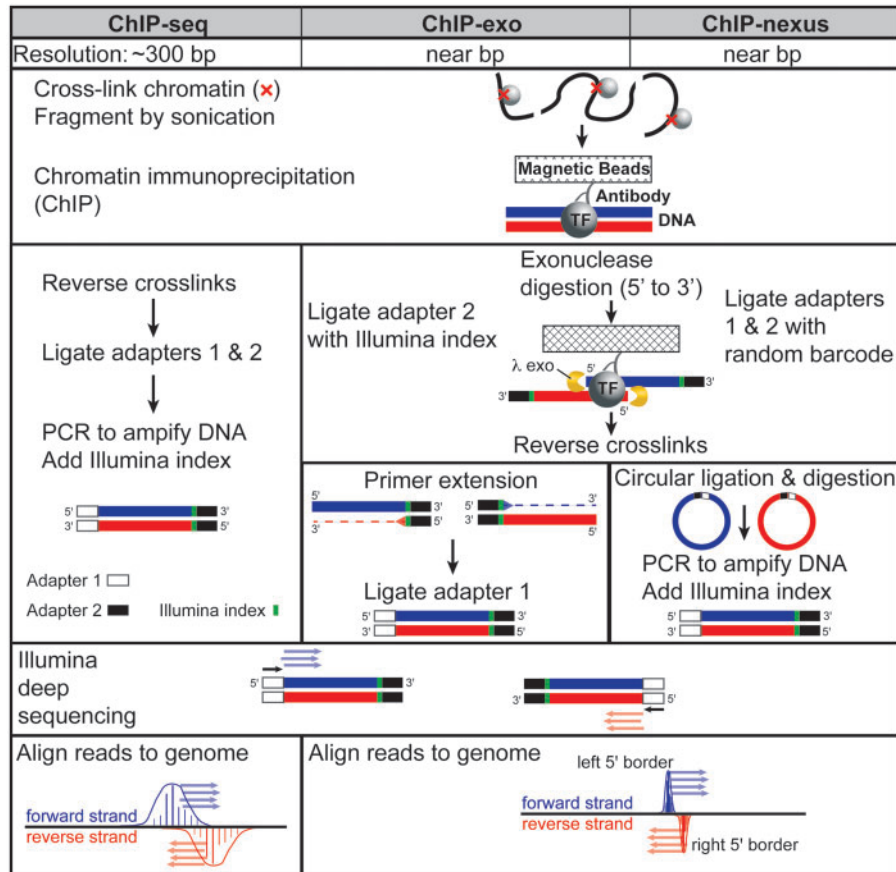 ChIP-seq
ChIP-exo
ChIP-nexus
Resolution: ~300 bp
near bp
near bp
Cross-link chromatin (x)
Fragment by sonication
Chromatin immunoprecipitation
(ChIP)
Magnetic Beads
Antibody
TF
DNA
Reverse crosslinks
Ligate adapters 1 & 2
PCR to ampify DNA
Add Illumina index
5' 3'
3' 5'
Adapter 1
Adapter 2
Illumina index
Ligate adapter 2
with Illumina index
Exonuclease
digestion (5' to 3')
Ligate adapters
1 & 2 with
random barcode
λ exo
5'
TF
3'
3'
5'
Reverse crosslinks
Primer extension
5' 3'
3' 5'
3'
5'
3' 5'
Ligate adapter 1
5' 3'
3' 5'
Circular ligation & digestion
PCR to ampify DNA
Add Illumina index
5' 3'
3' 5'
Illumina
deep
sequencing
5' 3'
3' 5'
Align reads to genome
forward strand
reverse strand
Align reads to genome
left 5' border
forward strand
reverse strand
right 5' border